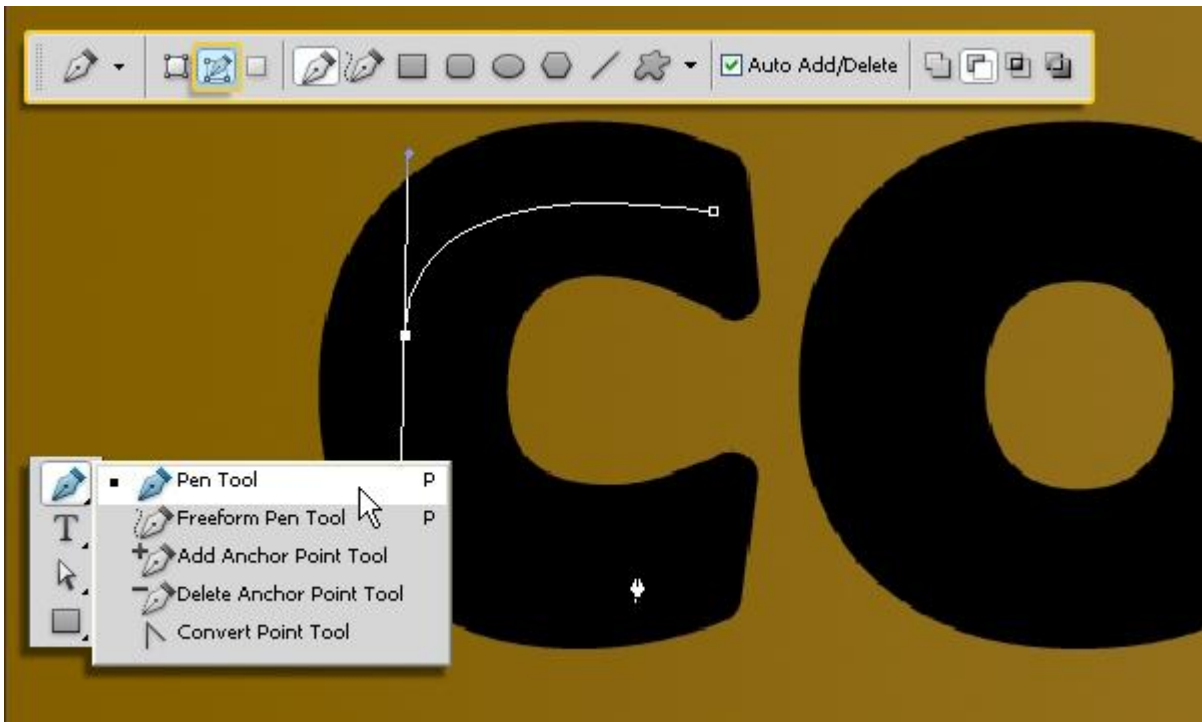 Auto Add/Delete
CO
Pen Tool P
Freeform Pen Tool P
Add Anchor Point Tool
Delete Anchor Point Tool
T
Convert Point Tool